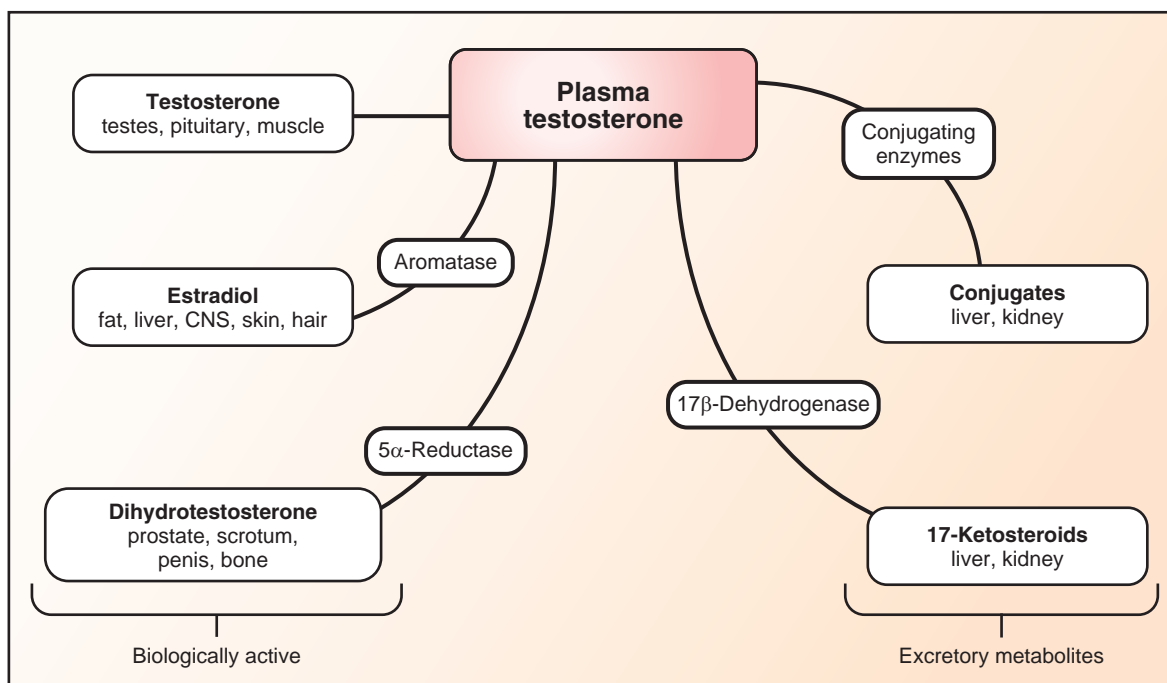 Plasma
testosterone
Testosterone
testes, pituitary, muscle
Conjugating
enzymes
Aromatase
Estradiol
fat, liver, CNS, skin, hair
Conjugates
liver, kidney
17β-Dehydrogenase
5α-Reductase
Dihydrotestosterone
prostate, scrotum,
penis, bone
17-Ketosteroids
liver, kidney
Biologically active
Excretory metabolites